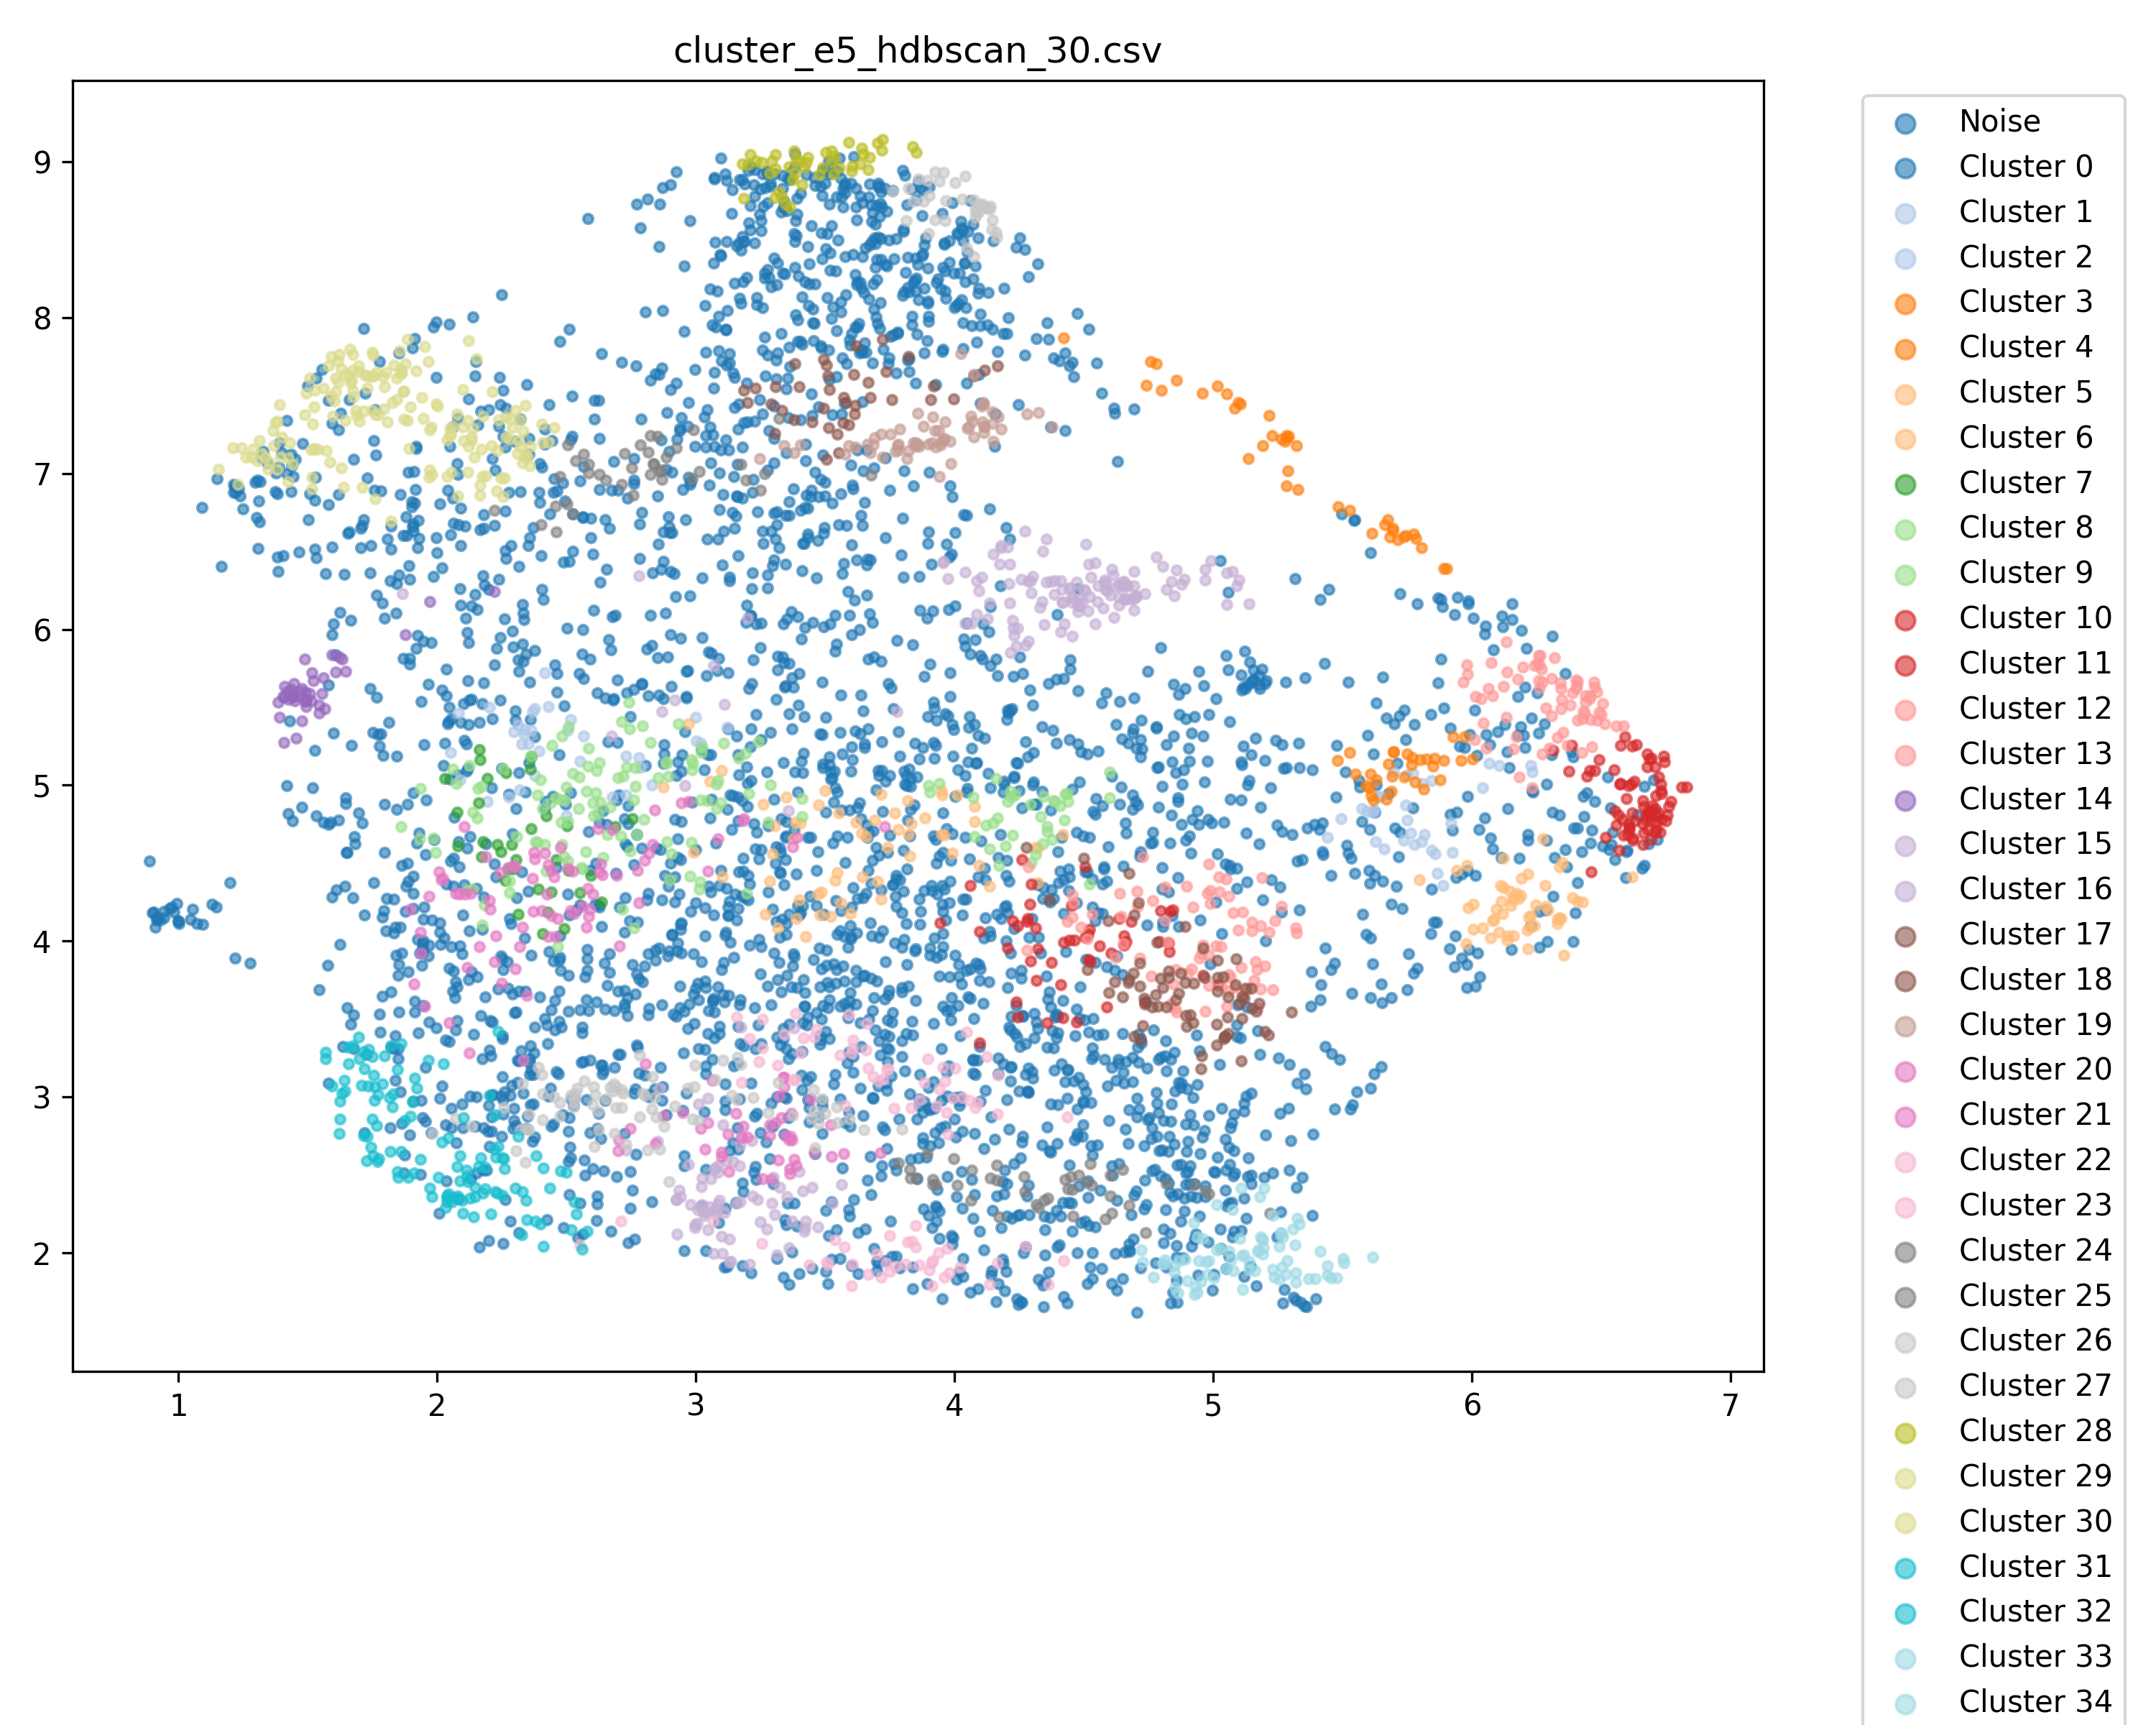 cluster_e5_hdbscan_30.csv
9
8
7
6
5
4
3
2
1 2 3 4 5 6 7
Noise
Cluster 0
Cluster 1
Cluster 2
Cluster 3
Cluster 4
Cluster 5
Cluster 6
Cluster 7
Cluster 8
Cluster 9
Cluster 10
Cluster 11
Cluster 12
Cluster 13
Cluster 14
Cluster 15
Cluster 16
Cluster 17
Cluster 18
Cluster 19
Cluster 20
Cluster 21
Cluster 22
Cluster 23
Cluster 24
Cluster 25
Cluster 26
Cluster 27
Cluster 28
Cluster 29
Cluster 30
Cluster 31
Cluster 32
Cluster 33
Cluster 34